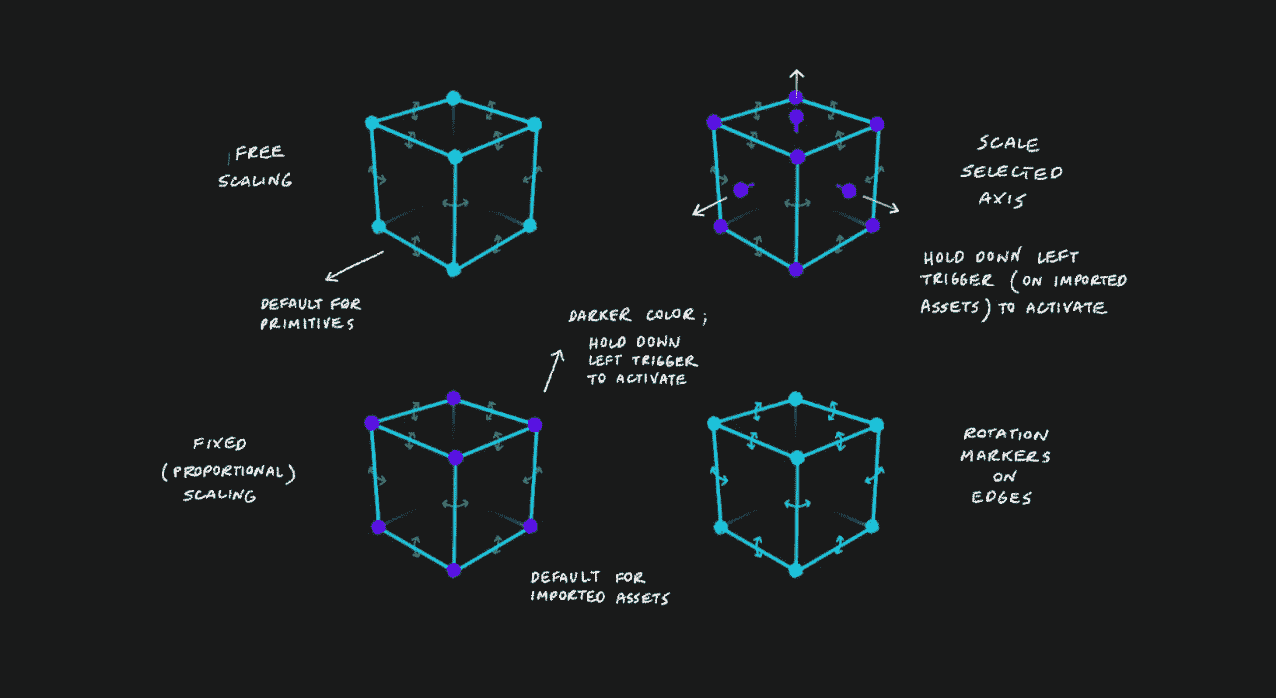 FREE
SCALING
DEFAULT FOR
PRIMITIVES
SCALE
SELECTED
AXIS
HOLD DOWN LEFT
TRIGGER (ON IMPORTED
ASSETS) TO ACTIVATE
DARKER COLOR;
HOLD DOWN
LEFT TRIGGER
TO ACTIVATE
FIXED
(PROPORTIONAL)
SCALING
DEFAULT FOR
IMPORTED ASSETS
ROTATION
MARKERS
ON
EDGES